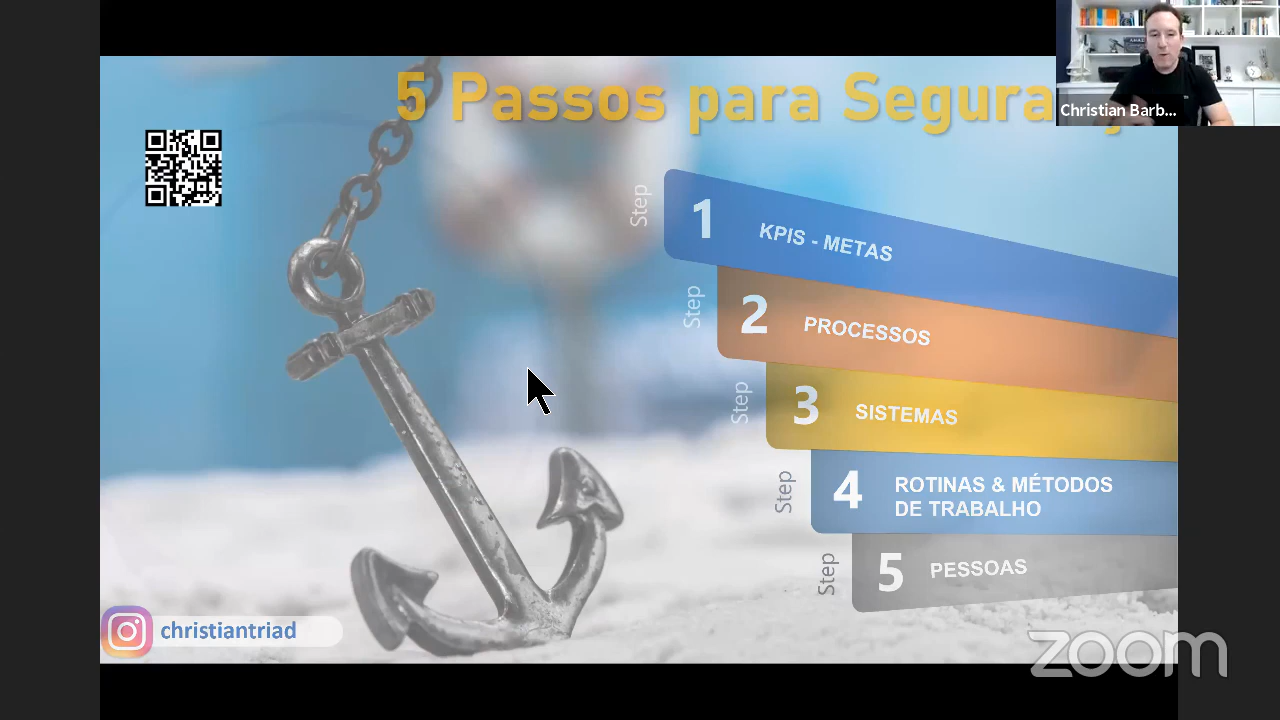 5 Passos para Segura
Christian Barb...
Step
1
KPIS - METAS
Step
2
PROCESSOS
Step
3
SISTEMAS
Step
4
ROTINAS & MÉTODOS
DE TRABALHO
Step
5
PESSOAS
christiantriad
zoom